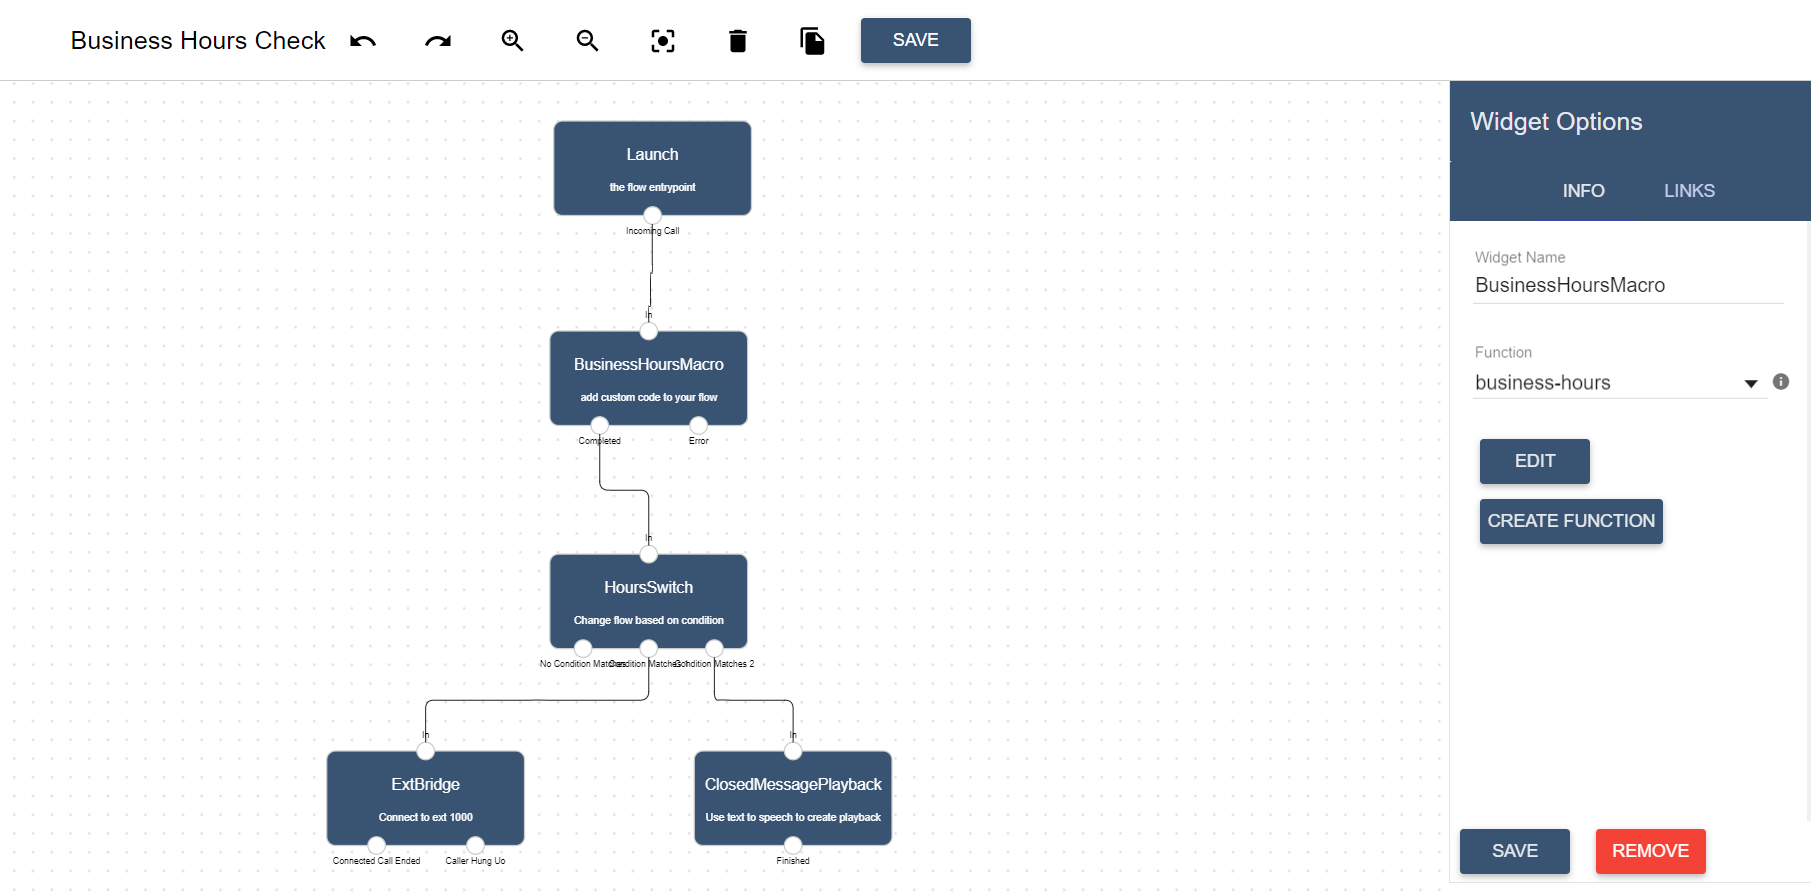 Business Hours Check
SAVE
Widget Options
INFO LINKS
Widget Name
BusinessHoursMacro
Function
business-hours
EDIT
CREATE FUNCTION
SAVE REMOVE
Launch
the flow entrypoint
Incoming Call
In
BusinessHoursMacro
add custom code to your flow
Completed Error
In
HoursSwitch
Change flow based on condition
No Condition Matches Condition Matches 1 Condition Matches 2
In
ExtBridge
Connect to ext 1000
Connected Call Ended Caller Hung Uo
In
ClosedMessagePlayback
Use text to speech to create playback
Finished